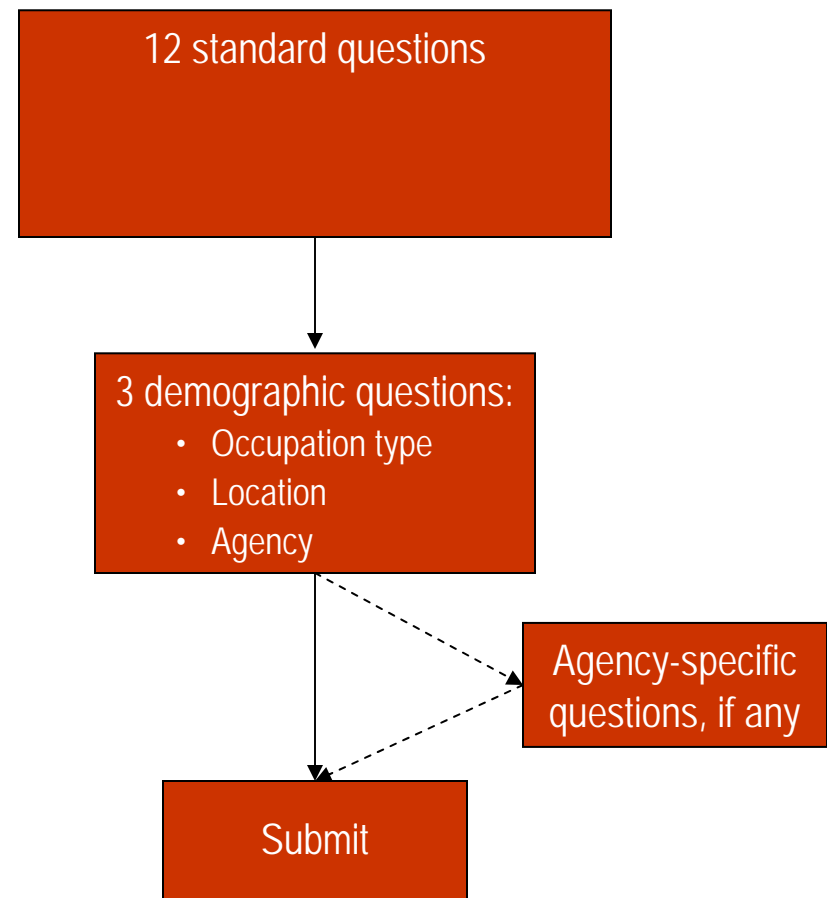 12 standard questions
3 demographic questions:
• Occupation type
• Location
• Agency
Agency-specific
questions, if any
Submit